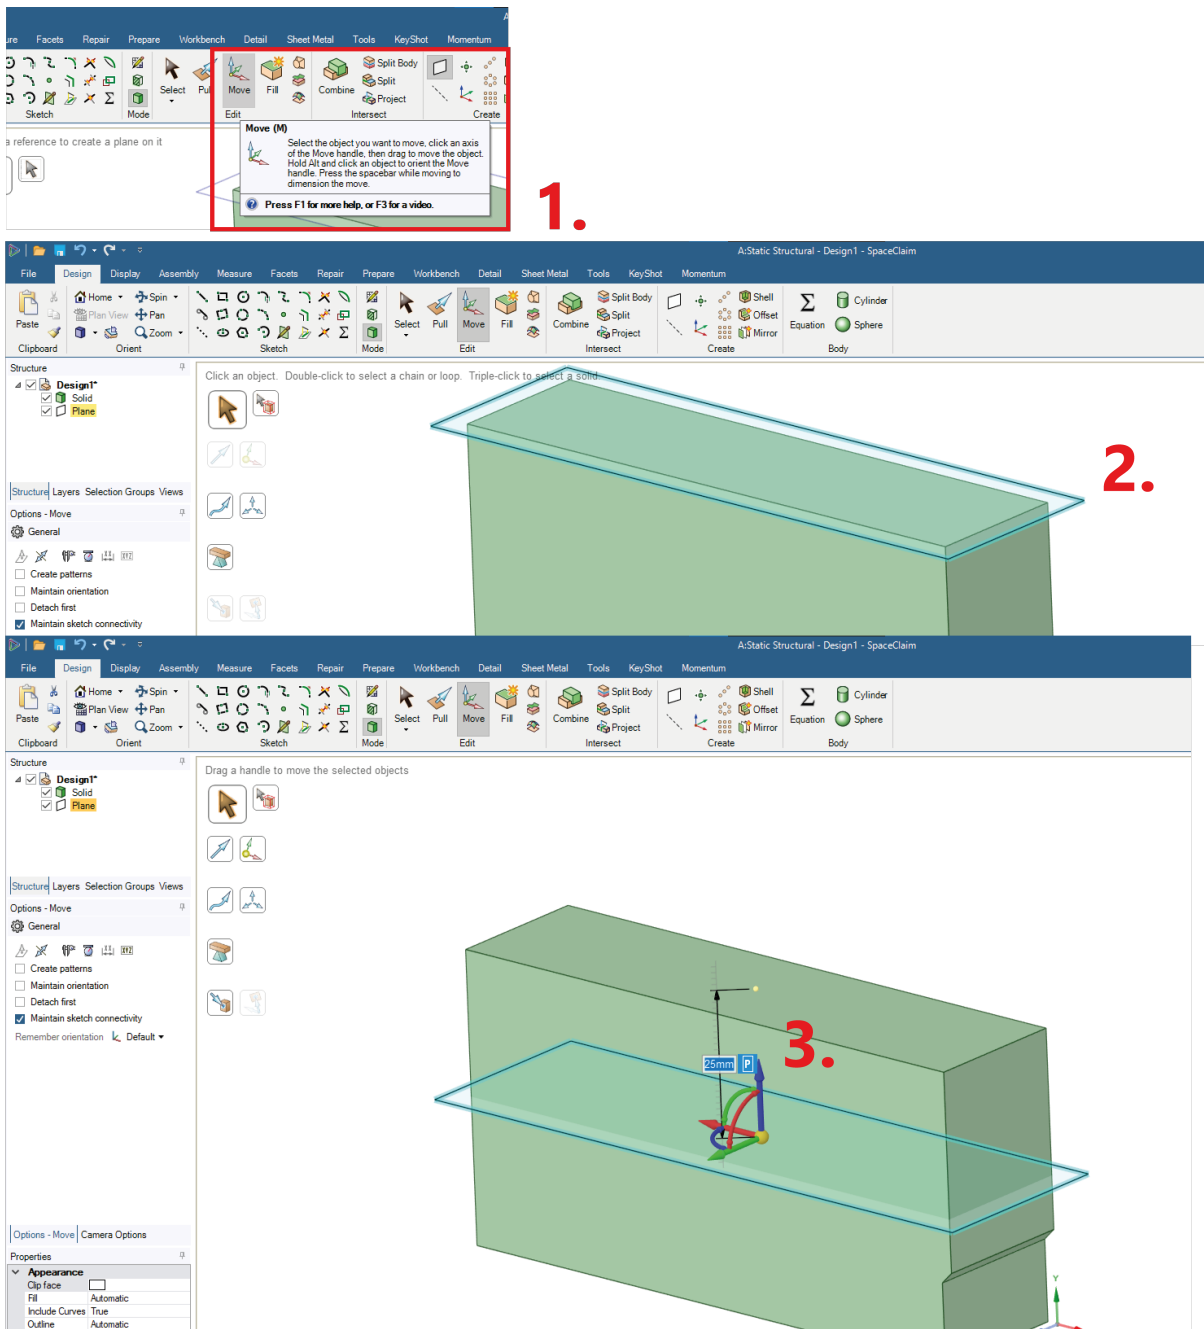 A:
ure Facets Repair Prepare Workbench Detail Sheet Metal Tools KeyShot Momentum
Select Pull Move Fill Combine Split Body
Split
Project
Sketch Mode Edit Intersect Create
a reference to create a plane on it
Move (M)
Select the object you want to move, click an axis
of the Move handle, then drag to move the object.
Hold Alt and click an object to orient the Move
handle. Press the spacebar while moving to
dimension the move.
Press F1 for more help, or F3 for a video.
1.
A:Static Structural - Design1 - SpaceClaim
File Design Display Assembly Measure Facets Repair Prepare Workbench Detail Sheet Metal Tools KeyShot Momentum
Home Spin Split Body Shell Cylinder
Paste Plan View Pan Select Pull Move Fill Combine Split Offset Equation Sphere
Zoom Project Mirror
Clipboard Orient Sketch Mode Edit Intersect Create Body
Structure
Click an object. Double-click to select a chain or loop. Triple-click to select a solid.
Design1*
Solid
Plane
2.
Structure Layers Selection Groups Views
Options - Move
General
XYZ
Create patterns
Maintain orientation
Detach first
Maintain sketch connectivity
A:Static Structural - Design1 - SpaceClaim
File Design Display Assembly Measure Facets Repair Prepare Workbench Detail Sheet Metal Tools KeyShot Momentum
Home Spin Split Body Shell Cylinder
Paste Plan View Pan Select Pull Move Fill Combine Split Offset Equation Sphere
Zoom Project Mirror
Clipboard Orient Sketch Mode Edit Intersect Create Body
Structure
Drag a handle to move the selected objects
Design1*
Solid
Plane
Structure Layers Selection Groups Views
Options - Move
General
XYZ
Create patterns
Maintain orientation
Detach first
Maintain sketch connectivity
Remember orientation Default
25mm P
3.
Options - Move Camera Options
Properties
Appearance
Clip face
Fill Automatic
Include Curves True
Outline Automatic
Y